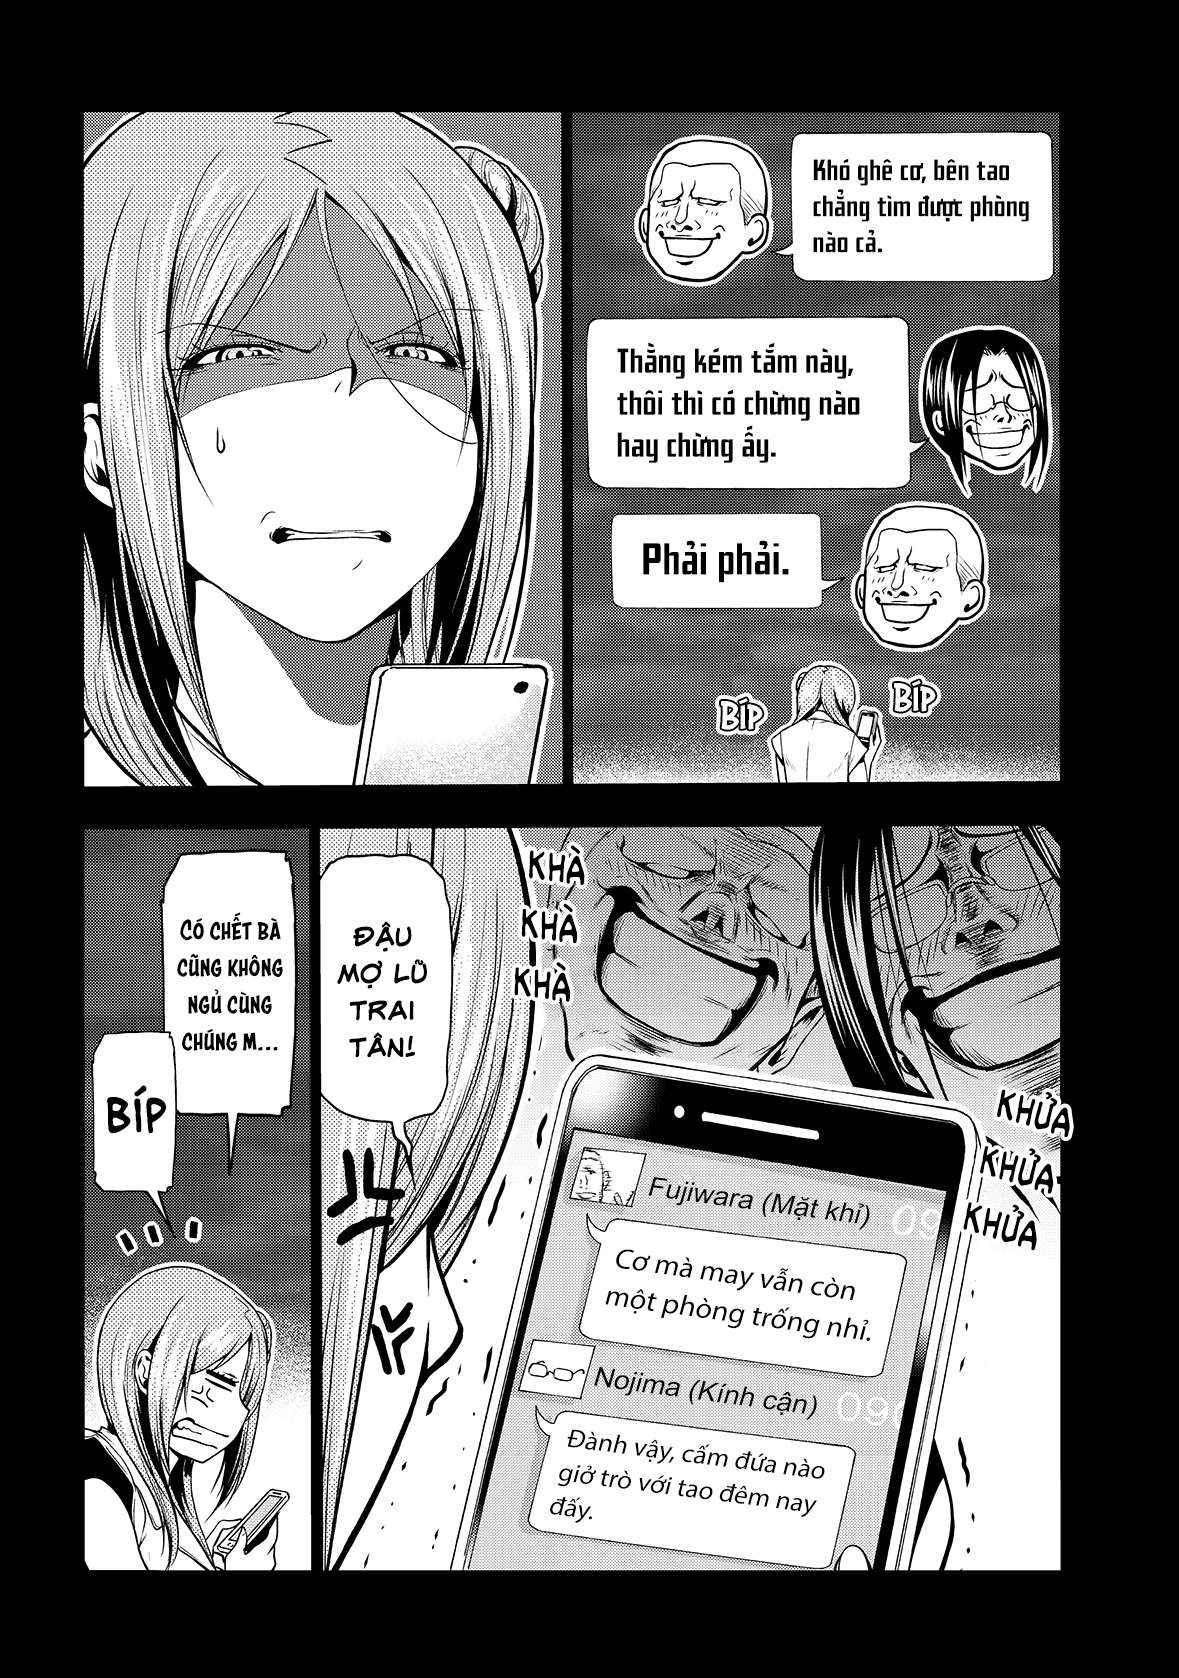 Khó ghê cơ, bên tao
chẳng tìm được phòng
nào cả.
Thằng kém tắm này,
thôi thì có chừng nào
hay chừng ấy.
Phải phải.
BÍP
BÍP
KHÀ
KHÀ
KHÀ
KHỬA
KHỬA
KHỬA
Fujiwara (Mặt khỉ)
09
Cơ mà may vẫn còn
một phòng trống nhỉ.
Nojima (Kính cận)
090
Đành vậy, cấm đứa nào
giở trò với tao đêm nay
đấy.
ĐẬU
MỢ LŨ
TRAI
TÂN!
CÓ CHẾT BÀ
CŨNG KHÔNG
NGỦ CÙNG
CHÚNG M...
BÍP